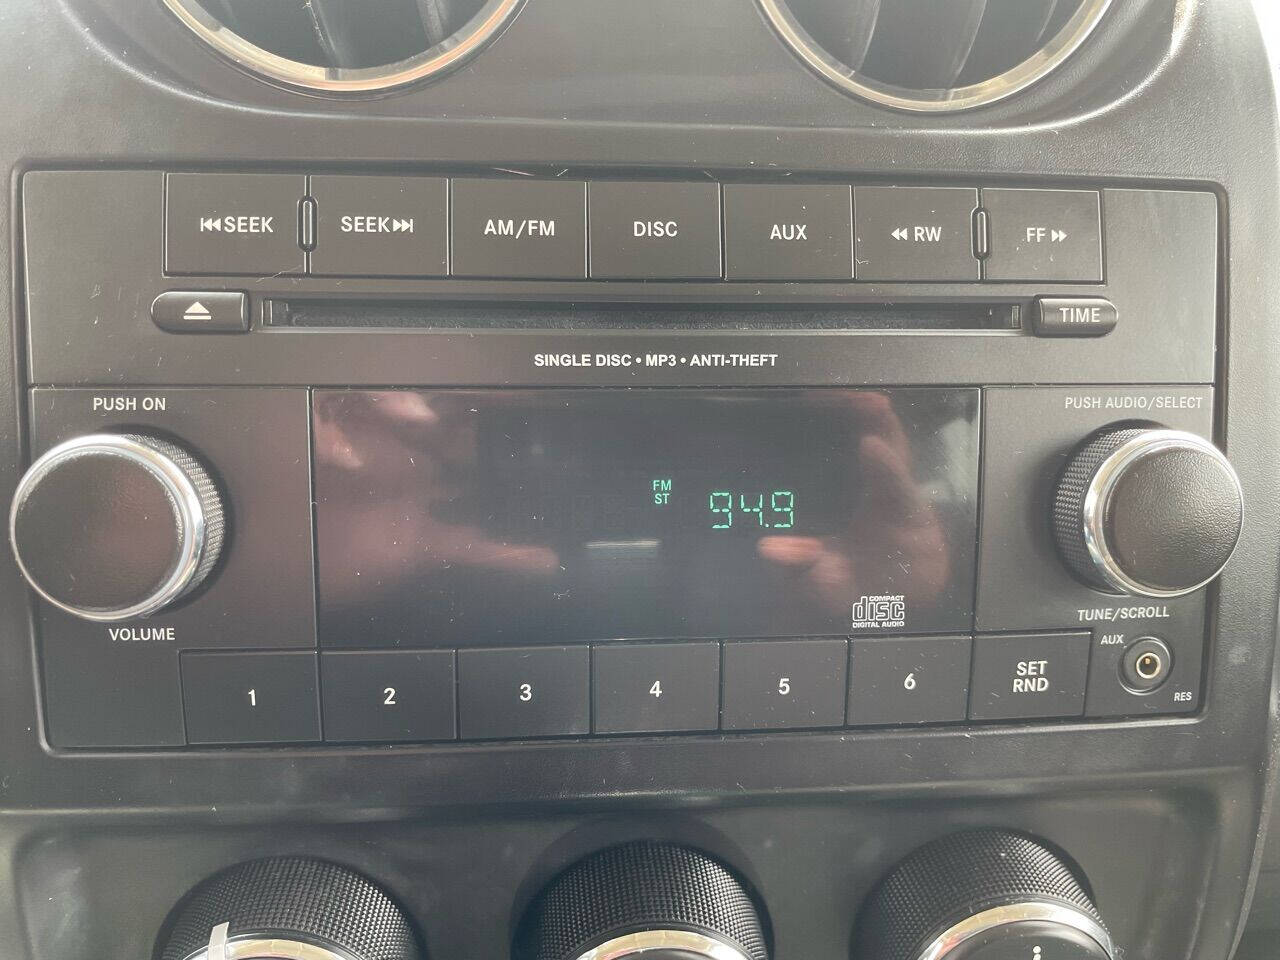 SEEK SEEK AM/FM DISC AUX RW FF
TIME
SINGLE DISC • MP3 • ANTI-THEFT
PUSH ON PUSH AUDIO/SELECT
FM
ST 94.9
COMPACT
disc
DIGITAL AUDIO
VOLUME TUNE/SCROLL
AUX
1 2 3 4 5 6 SET
RND
RES